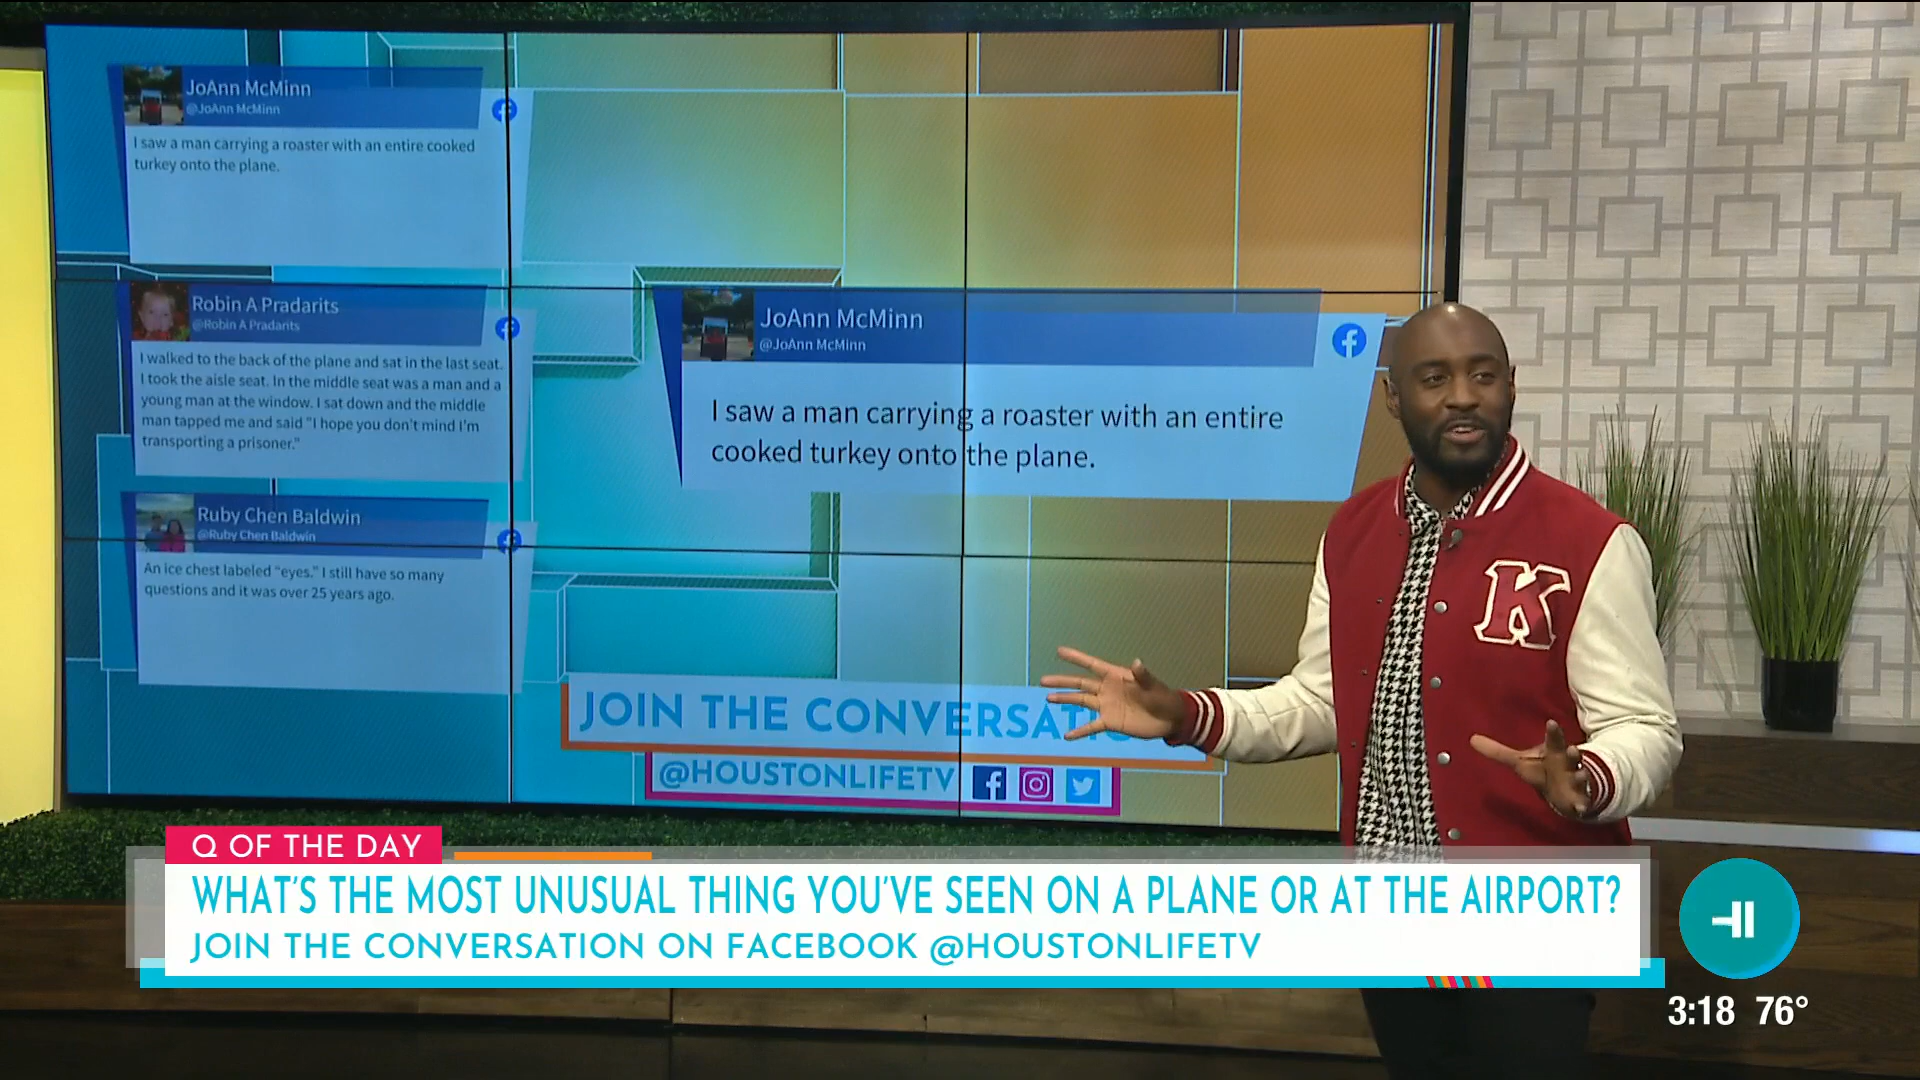 JoAnn McMinn
@JoAnn McMinn
I saw a man carrying a roaster with an entire cooked
turkey onto the plane.
Robin A Pradarits
@Robin A Pradarits
I walked to the back of the plane and sat in the last seat.
I took the aisle seat. In the middle seat was a man and a
young man at the window. I sat down and the middle
man tapped me and said "I hope you don't mind I'm
transporting a prisoner."
Ruby Chen Baldwin
@Ruby Chen Baldwin
An ice chest labeled "eyes." I still have so many
questions and it was over 25 years ago.
JoAnn McMinn
@JoAnn McMinn
I saw a man carrying a roaster with an entire
cooked turkey onto the plane.
JOIN THE CONVERSATIO
@HOUSTONLIFETV
K
Q OF THE DAY
WHAT'S THE MOST UNUSUAL THING YOU'VE SEEN ON A PLANE OR AT THE AIRPORT?
JOIN THE CONVERSATION ON FACEBOOK @HOUSTONLIFETV
3:18 76°